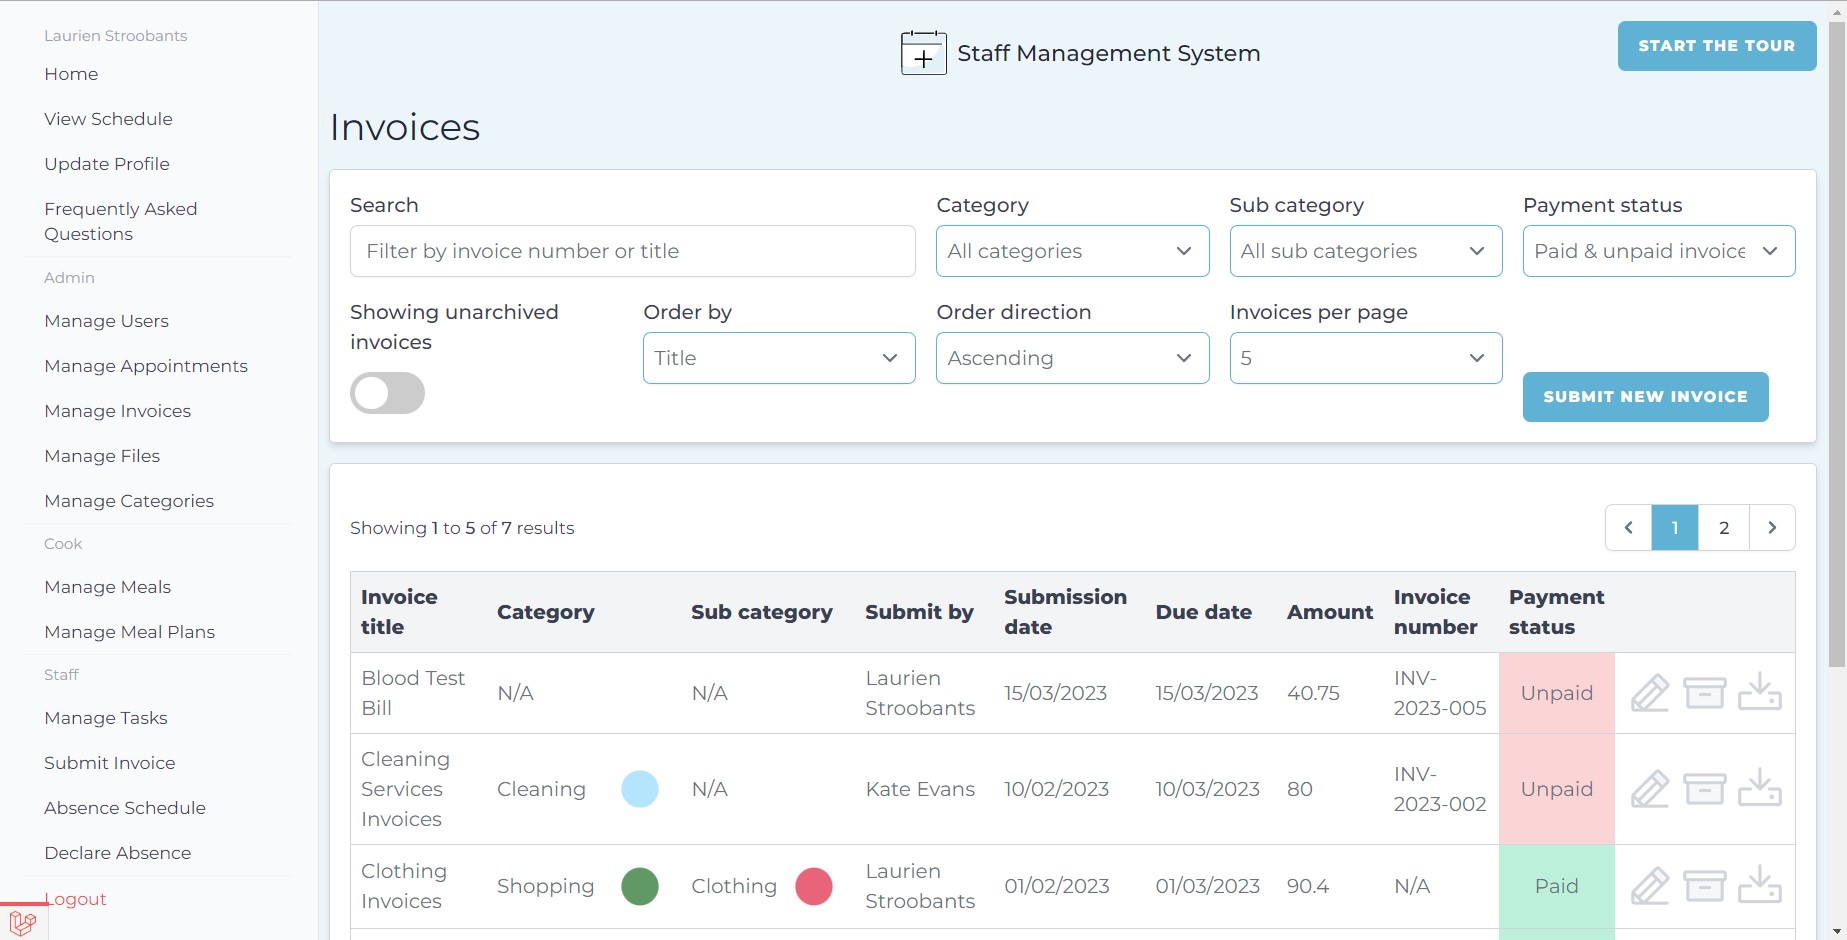 Laurien Stroobants
Home
View Schedule
Update Profile
Frequently Asked
Questions
Admin
Manage Users
Manage Appointments
Manage Invoices
Manage Files
Manage Categories
Cook
Manage Meals
Manage Meal Plans
Staff
Manage Tasks
Submit Invoice
Absence Schedule
Declare Absence
Logout
Staff Management System
START THE TOUR
Invoices
Search
Filter by invoice number or title
Category
All categories
Sub category
All sub categories
Payment status
Paid & unpaid invoice
Showing unarchived
invoices
Order by
Title
Order direction
Ascending
Invoices per page
5
SUBMIT NEW INVOICE
Showing 1 to 5 of 7 results
1 2
Invoice title Category Sub category Submit by Submission date Due date Amount Invoice number Payment status
Blood Test Bill N/A N/A Laurien Stroobants 15/03/2023 15/03/2023 40.75 INV-2023-005 Unpaid
Cleaning Services Invoices Cleaning N/A Kate Evans 10/02/2023 10/03/2023 80 INV-2023-002 Unpaid
Clothing Invoices Shopping Clothing Laurien Stroobants 01/02/2023 01/03/2023 90.4 N/A Paid